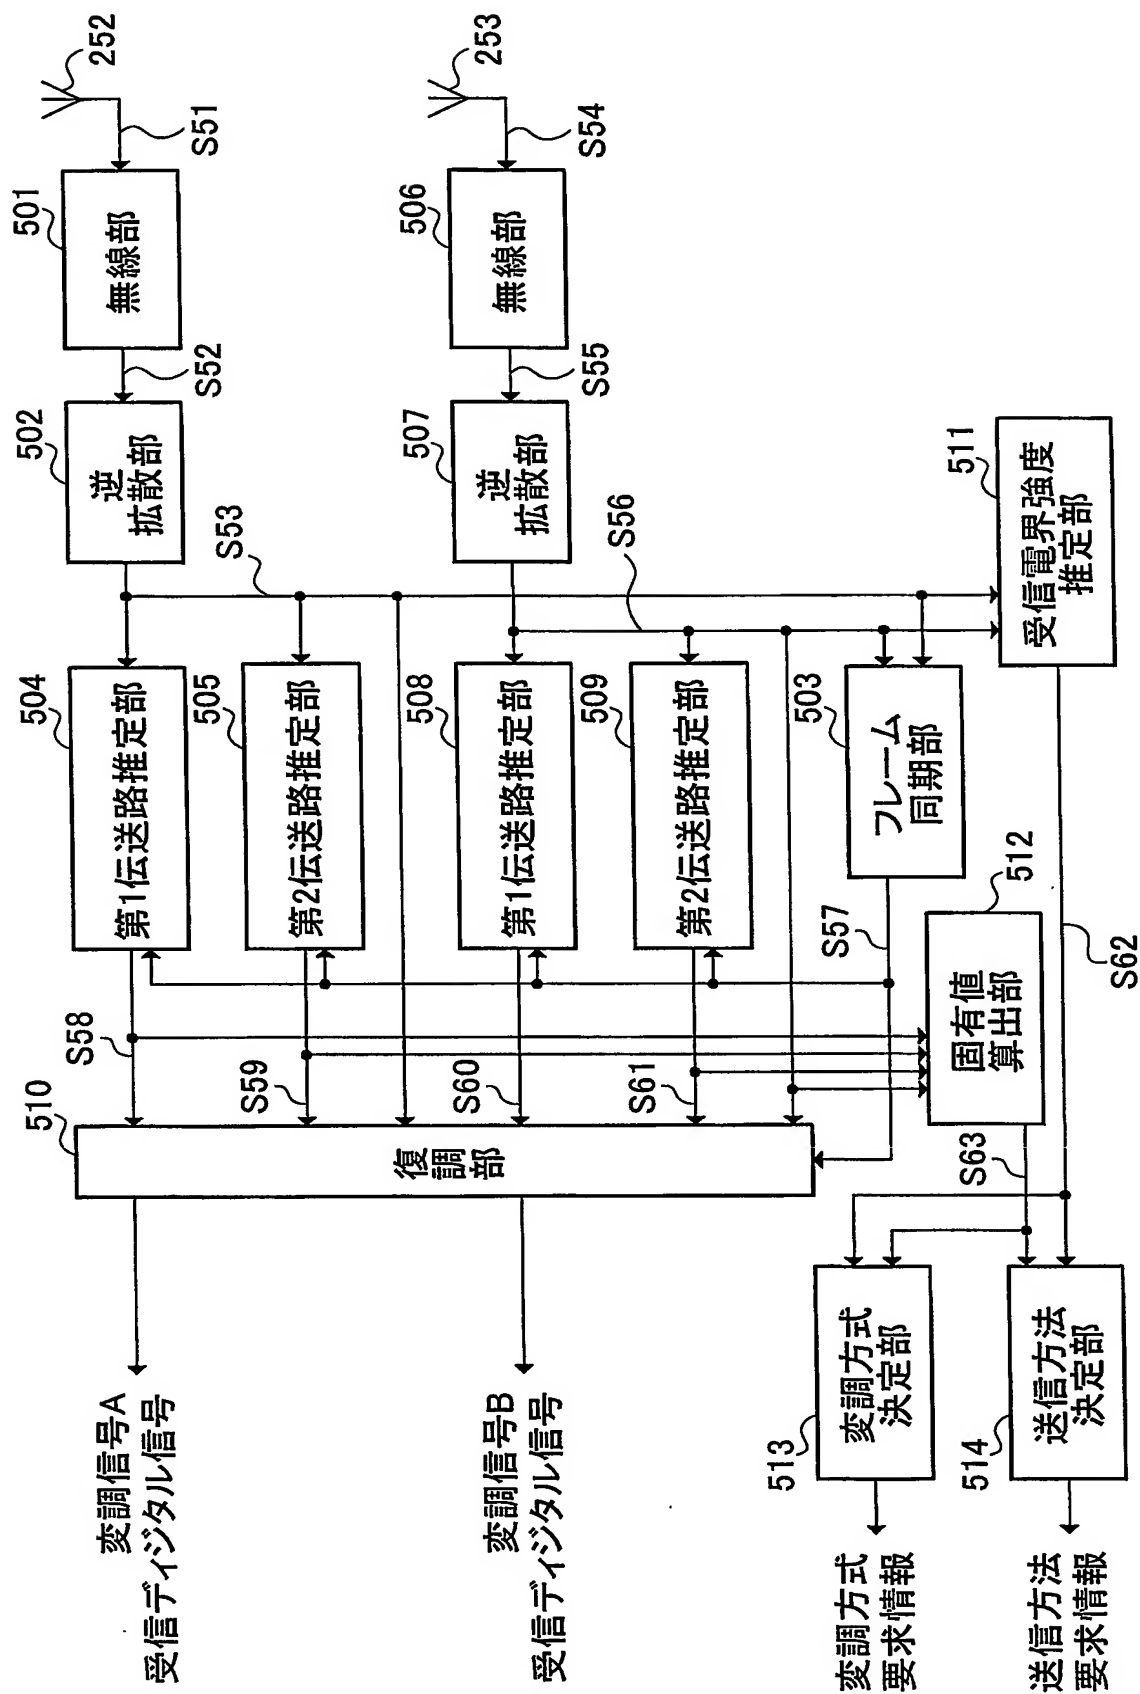 252
S51
501
無線部
S52
502
逆
拡散部
S53
504
第1伝送路推定部
505
第2伝送路推定部
S58
S59
253
S54
506
無線部
S55
507
逆
拡散部
S56
508
第1伝送路推定部
509
第2伝送路推定部
S60
S61
503
フレーム
同期部
S57
511
受信電界強度
推定部
S62
512
固有値
算出部
S63
510
復調部
変調信号A
受信ディジタル信号
変調信号B
受信ディジタル信号
513
変調方式
決定部
変調方式
要求情報
514
送信方法
決定部
送信方法
要求情報